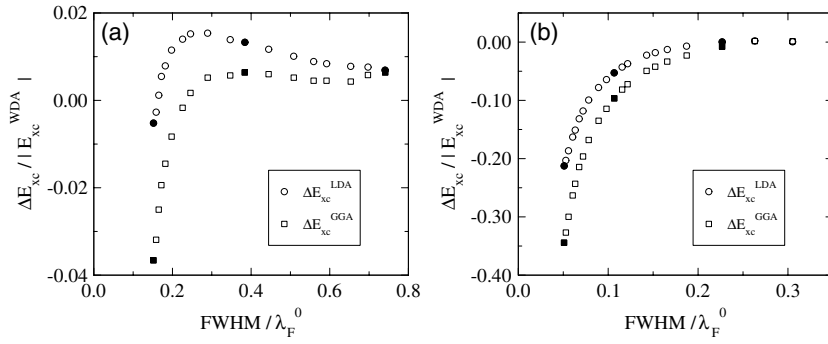 (a)
0.02
0.00
-0.02
-0.04
ΔE_xc / | E_xc^WDA |
ΔE_xc^LDA
ΔE_xc^GGA
0.0 0.2 0.4 0.6 0.8
FWHM / λ_F^0
(b)
0.00
-0.10
-0.20
-0.30
-0.40
ΔE_xc / | E_xc^WDA |
ΔE_xc^LDA
ΔE_xc^GGA
0.0 0.1 0.2 0.3
FWHM / λ_F^0